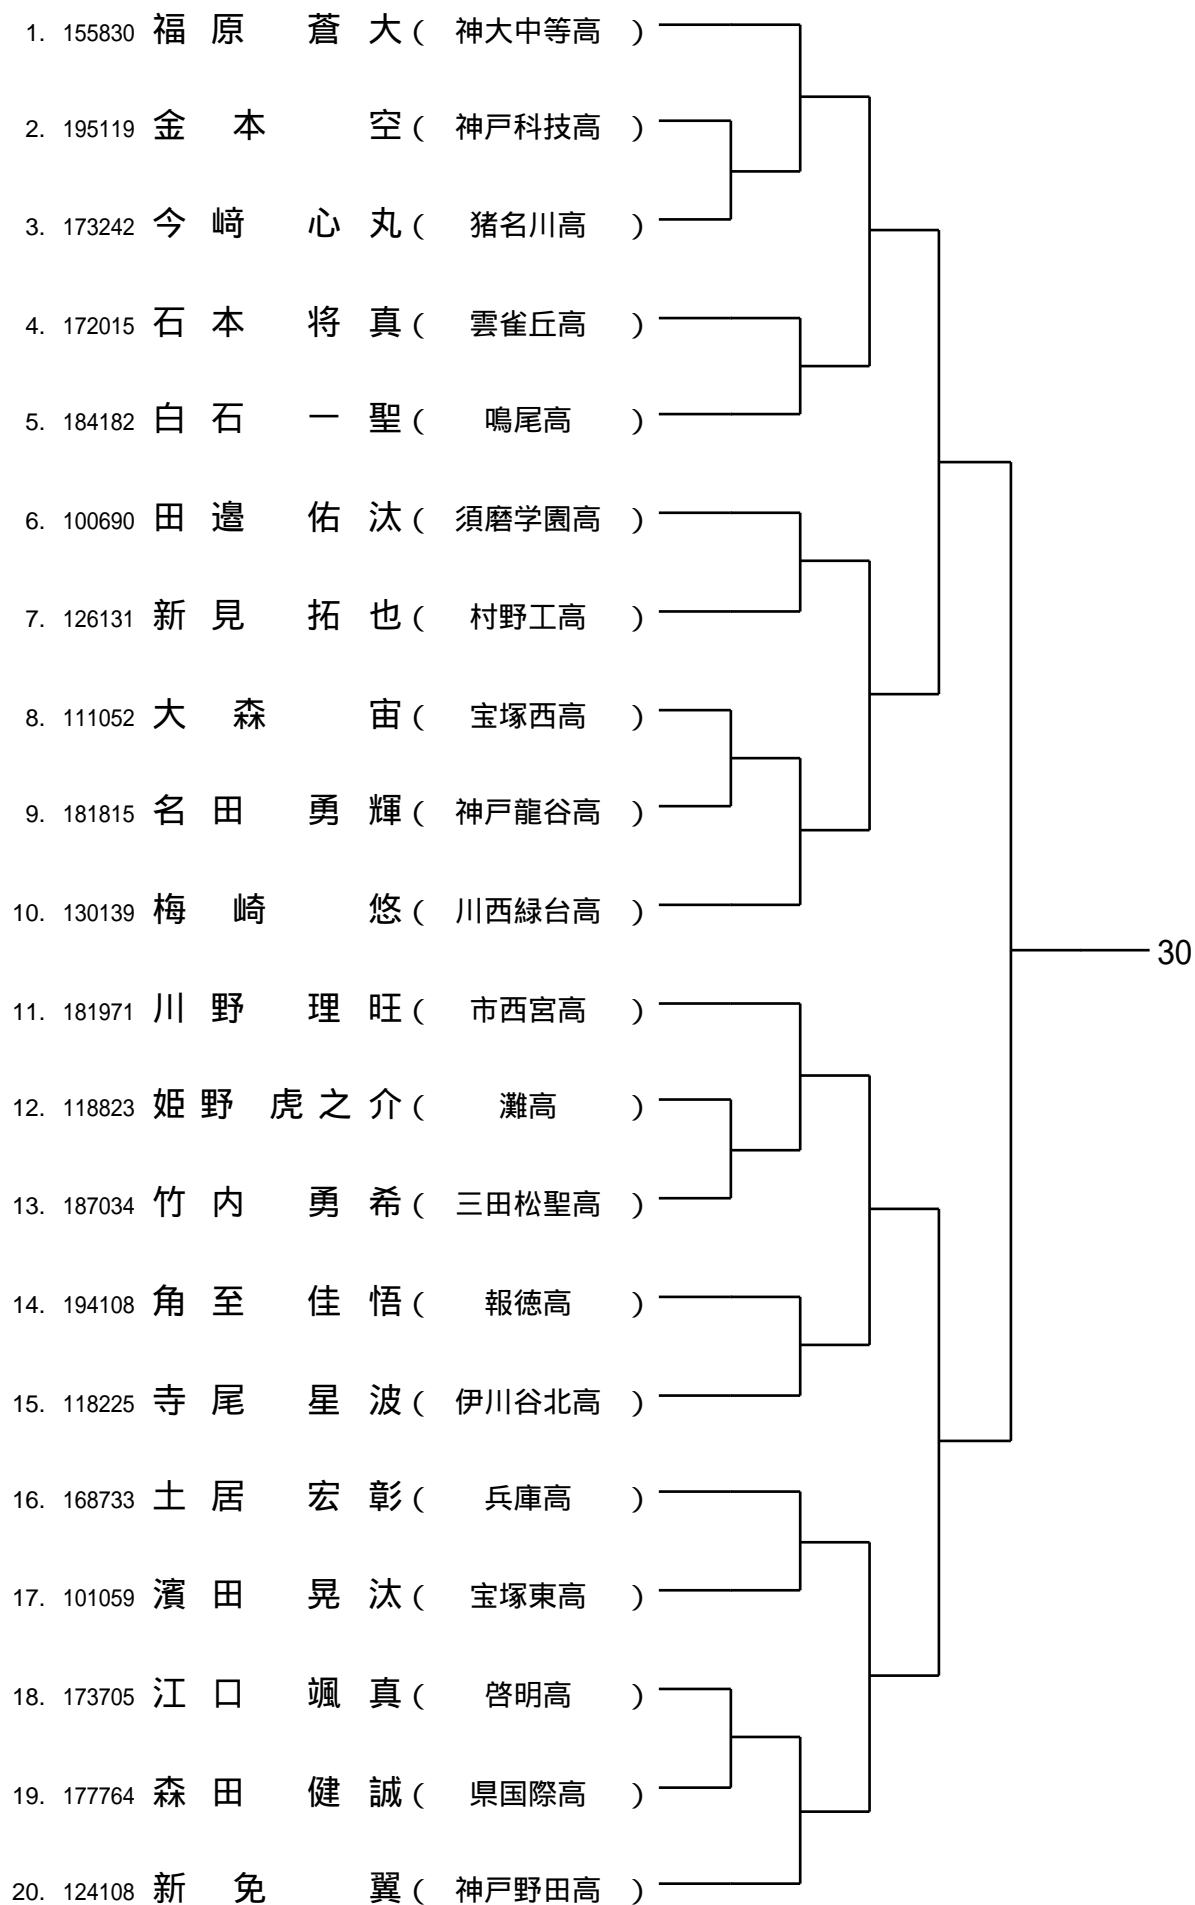 1. 155830 福原 蒼大 ( 神大中等高 )
2. 195119 金本 空 ( 神戸科技高 )
3. 173242 今﨑 心丸 ( 猪名川高 )
4. 172015 石本 将真 ( 雲雀丘高 )
5. 184182 白石 一聖 ( 鳴尾高 )
6. 100690 田邉 佑汰 ( 須磨学園高 )
7. 126131 新見 拓也 ( 村野工高 )
8. 111052 大森 宙 ( 宝塚西高 )
9. 181815 名田 勇輝 ( 神戸龍谷高 )
10. 130139 梅崎 悠 ( 川西緑台高 )
30
11. 181971 川野 理旺 ( 市西宮高 )
12. 118823 姫野 虎之介 ( 灘高 )
13. 187034 竹内 勇希 ( 三田松聖高 )
14. 194108 角至 佳悟 ( 報徳高 )
15. 118225 寺尾 星波 ( 伊川谷北高 )
16. 168733 土居 宏彰 ( 兵庫高 )
17. 101059 濱田 晃汰 ( 宝塚東高 )
18. 173705 江口 颯真 ( 啓明高 )
19. 177764 森田 健誠 ( 県国際高 )
20. 124108 新免 翼 ( 神戸野田高 )